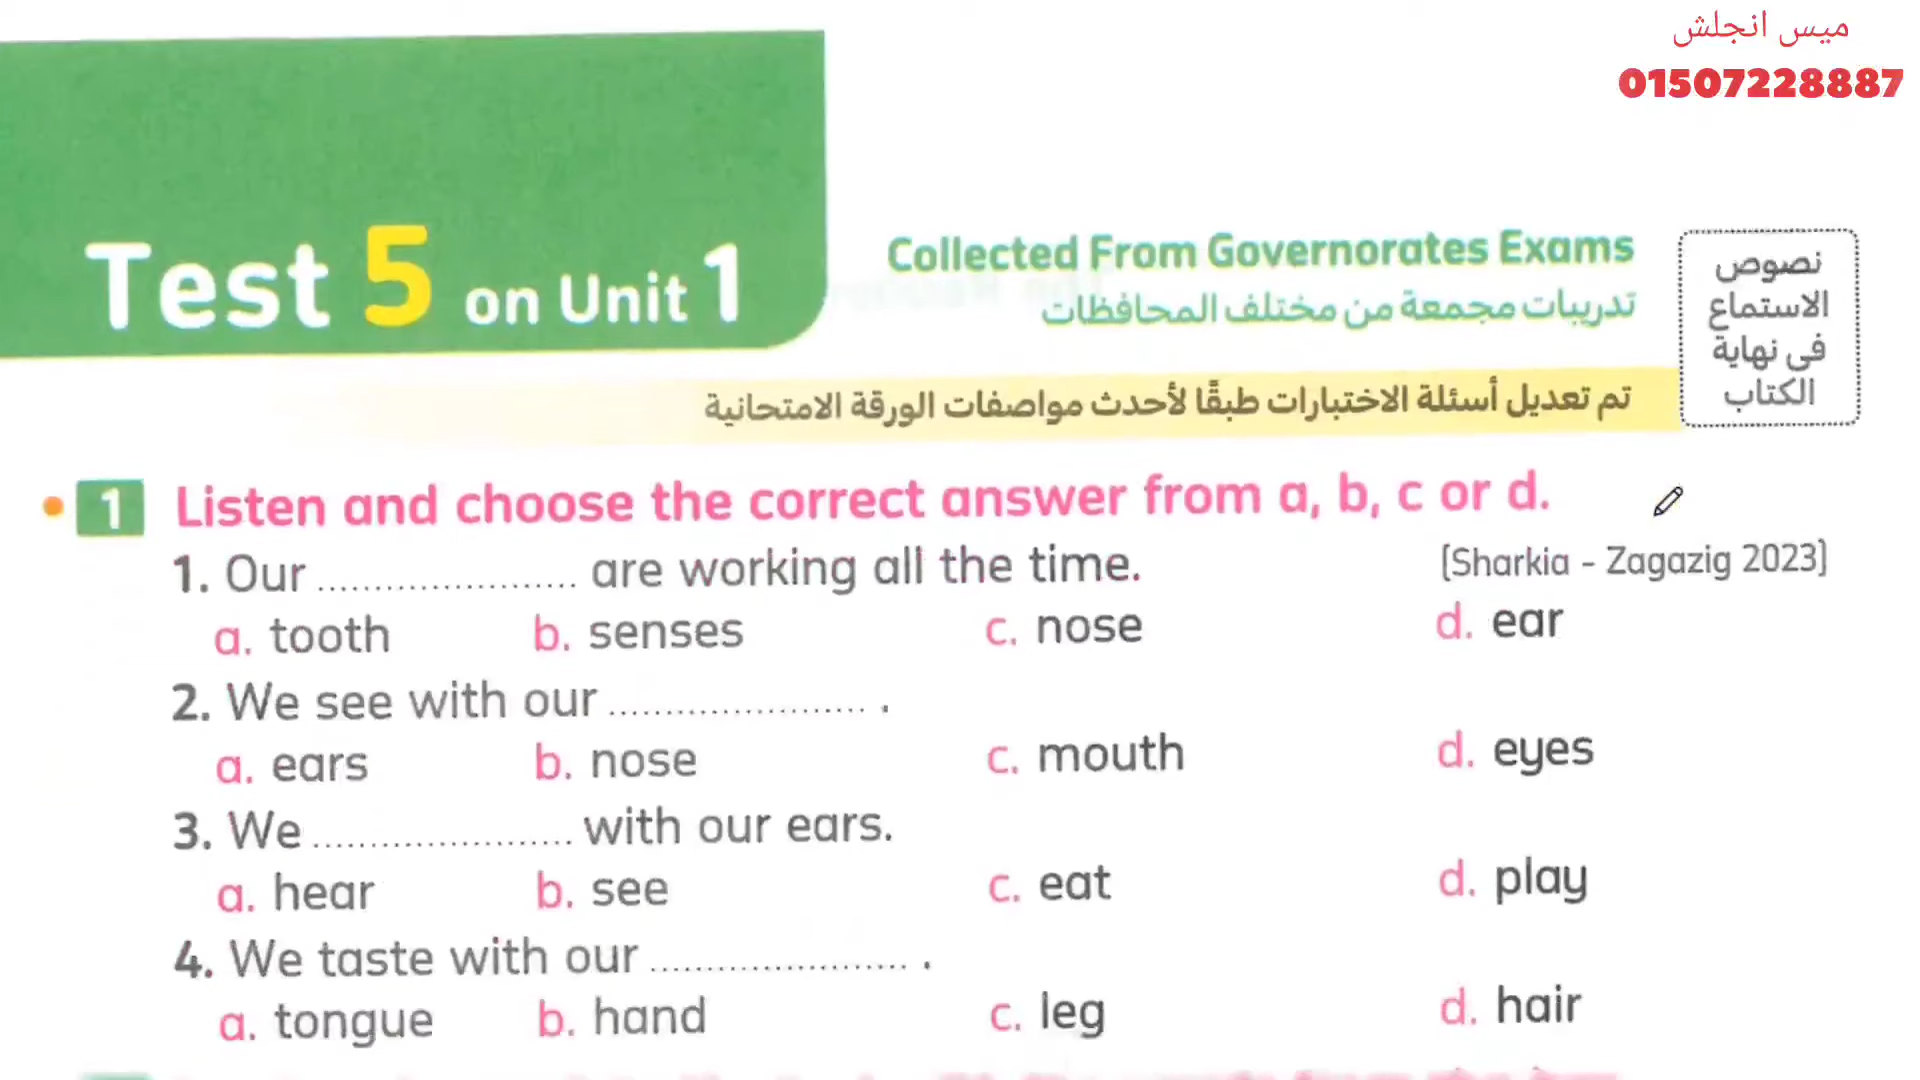 ميس انجلش
01507228887
Test 5 on Unit 1
Collected From Governorates Exams
تدريبات مجمعة من مختلف المحافظات
نصوص
الاستماع
فى نهاية
الكتاب
تم تعديل أسئلة الاختبارات طبقًا لأحدث مواصفات الورقة الامتحانية
1 Listen and choose the correct answer from a, b, c or d.
1. Our .......................... are working all the time. [Sharkia - Zagazig 2023]
a. tooth b. senses c. nose d. ear
2. We see with our .......................... .
a. ears b. nose c. mouth d. eyes
3. We .......................... with our ears.
a. hear b. see c. eat d. play
4. We taste with our .......................... .
a. tongue b. hand c. leg d. hair